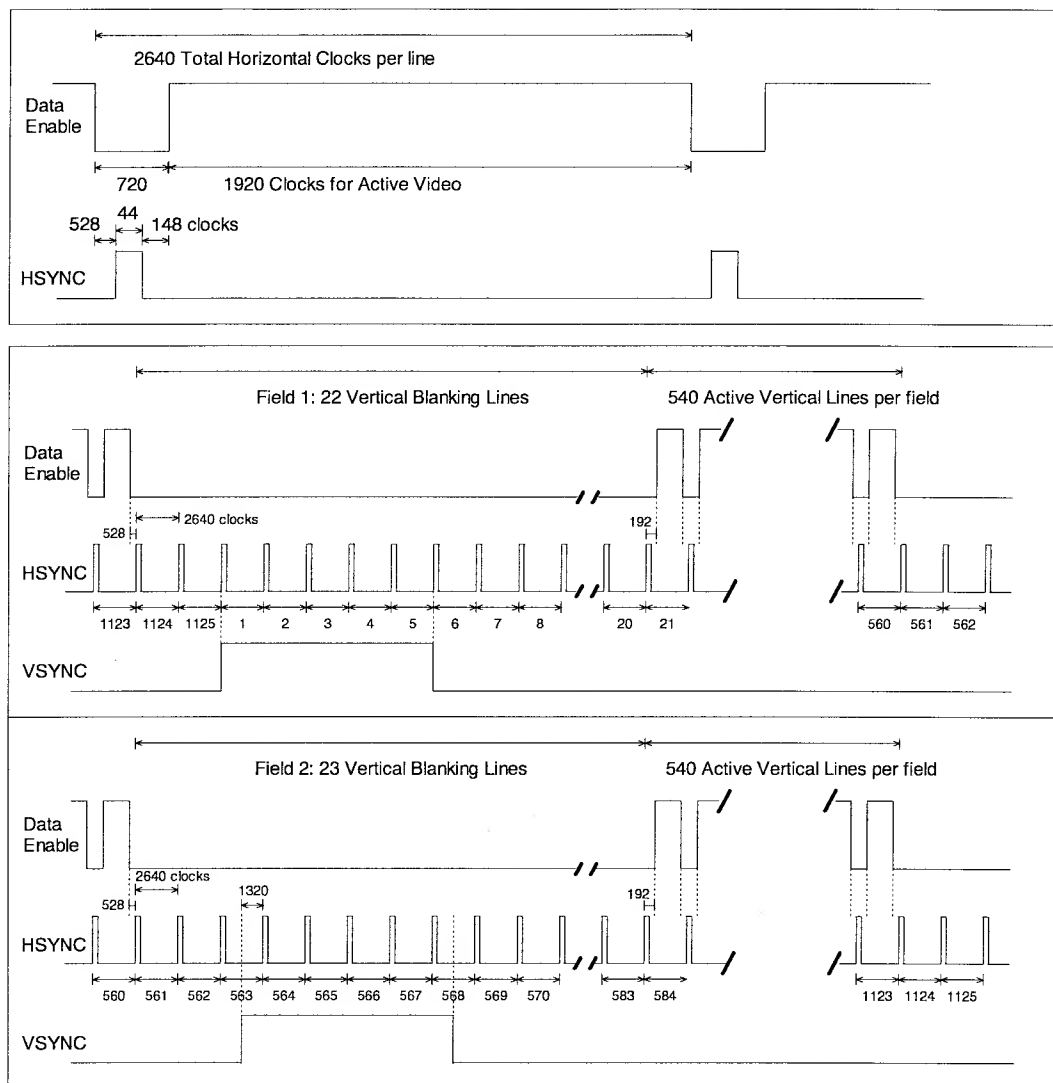 2640 Total Horizontal Clocks per line
Data
Enable
720
1920 Clocks for Active Video
44
528
148 clocks
HSYNC
Field 1: 22 Vertical Blanking Lines
540 Active Vertical Lines per field
Data
Enable
2640 clocks
528
192
HSYNC
1123 1124 1125 1 2 3 4 5 6 7 8 20 21 560 561 562
VSYNC
Field 2: 23 Vertical Blanking Lines
540 Active Vertical Lines per field
Data
Enable
2640 clocks
1320
528
192
HSYNC
560 561 562 563 564 565 566 567 568 569 570 583 584 1123 1124 1125
VSYNC